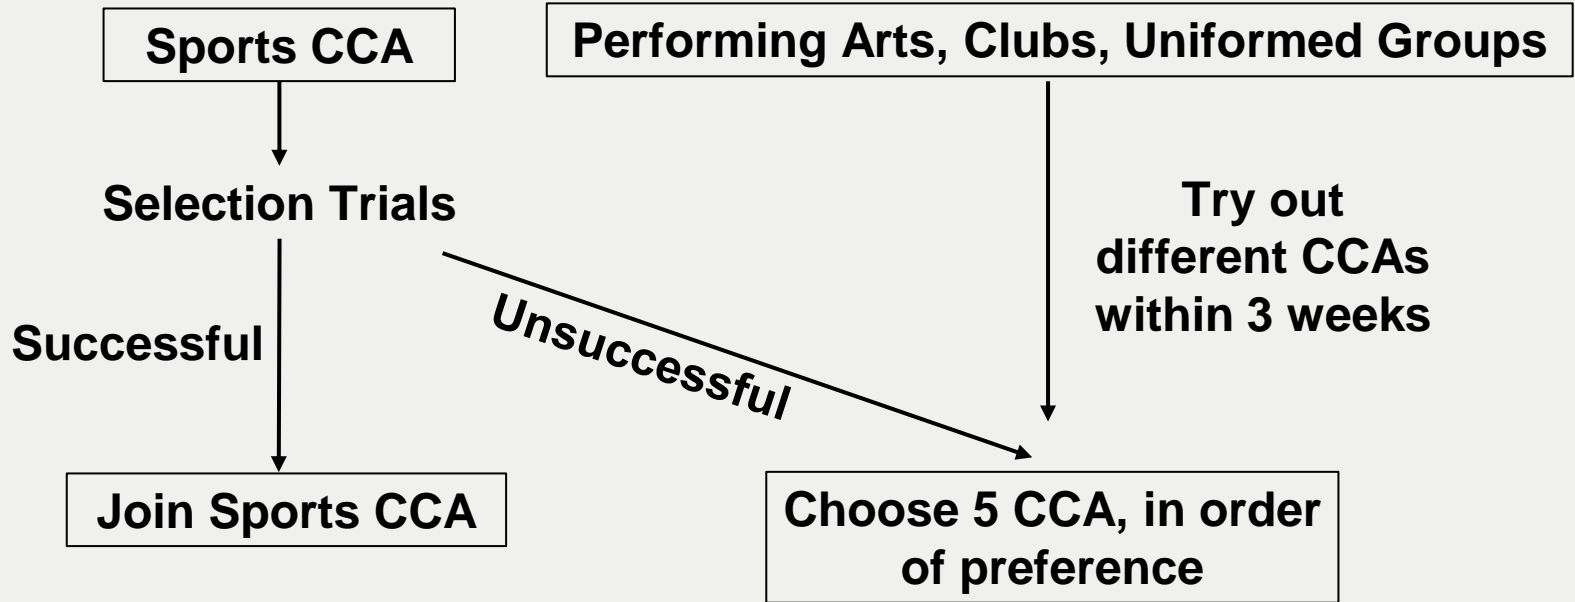 Sports CCA
Performing Arts, Clubs, Uniformed Groups
Selection Trials
Try out
different CCAs
within 3 weeks
Successful
Unsuccessful
Join Sports CCA
Choose 5 CCA, in order
of preference